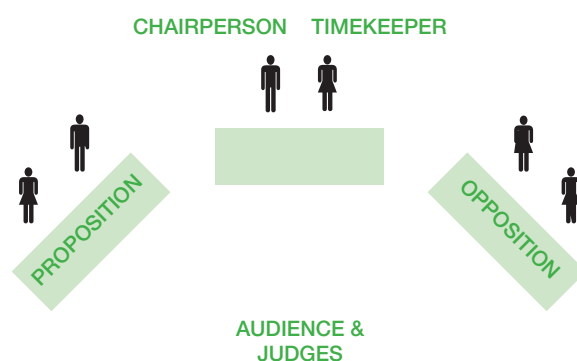 CHAIRPERSON TIMEKEEPER
PROPOSITION
OPPOSITION
AUDIENCE &
JUDGES